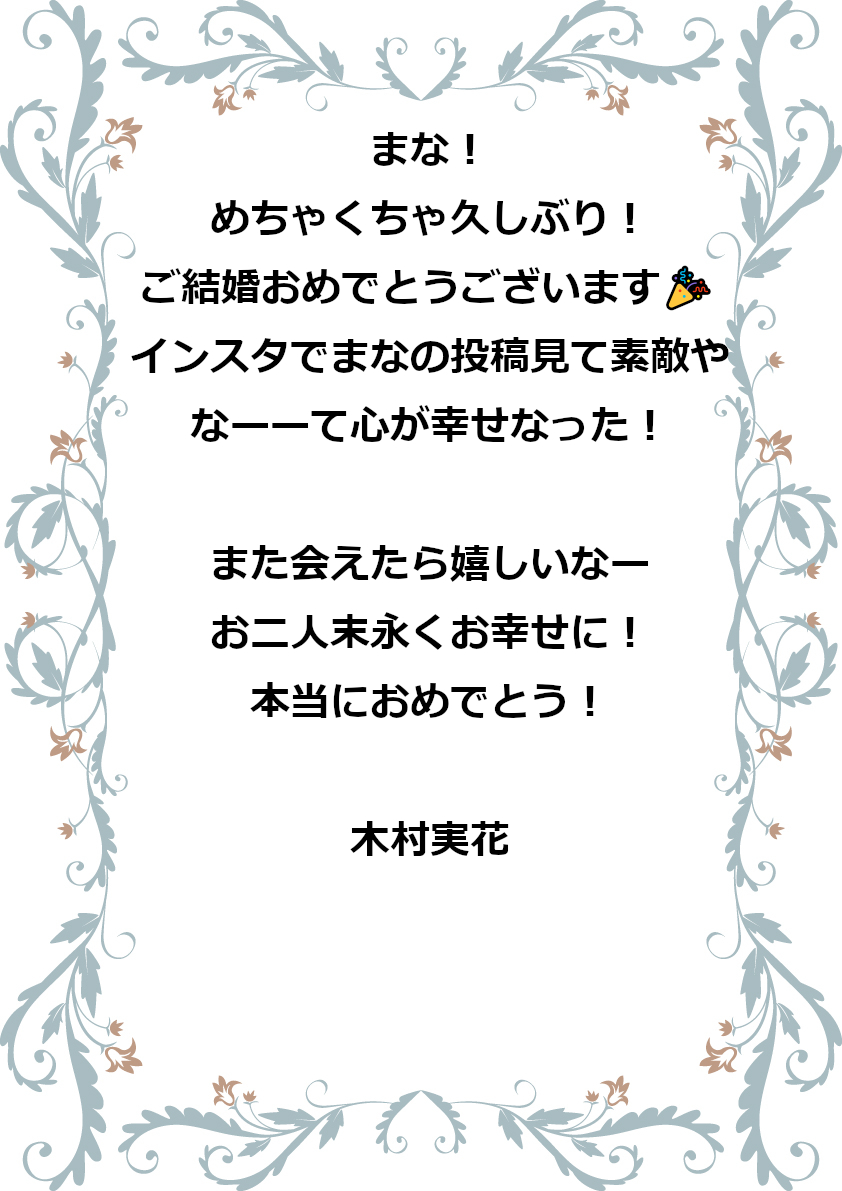 まな！
めちゃくちゃ久しぶり！
ご結婚おめでとうございます🎉
インスタでまなの投稿見て素敵や
なーーて心が幸せなった！
また会えたら嬉しいなー
お二人末永くお幸せに！
本当におめでとう！
木村実花